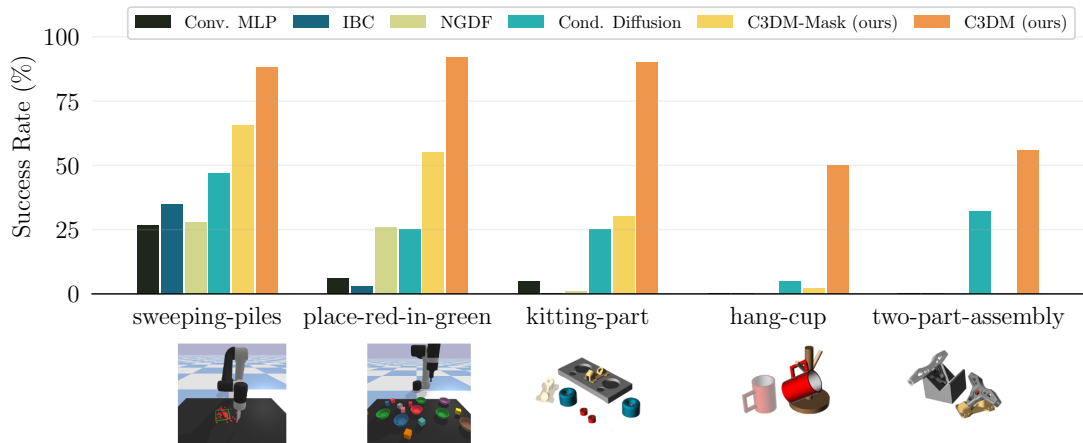 Conv. MLP IBC NGDF Cond. Diffusion C3DM-Mask (ours) C3DM (ours)
100
75
50
25
0
Success Rate (%)
sweeping-piles place-red-in-green kitting-part hang-cup two-part-assembly